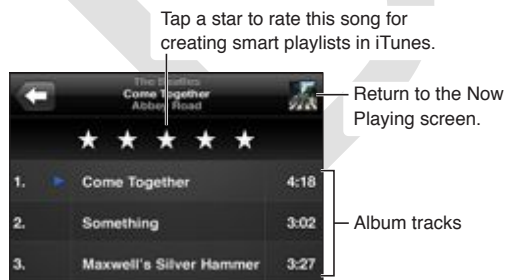 Tap a star to rate this song for
creating smart playlists in iTunes.
The Beatles
Come Together
Abbey Road
Return to the Now
Playing screen.
1. Come Together 4:18
2. Something 3:02
3. Maxwell's Silver Hammer 3:27
Album tracks